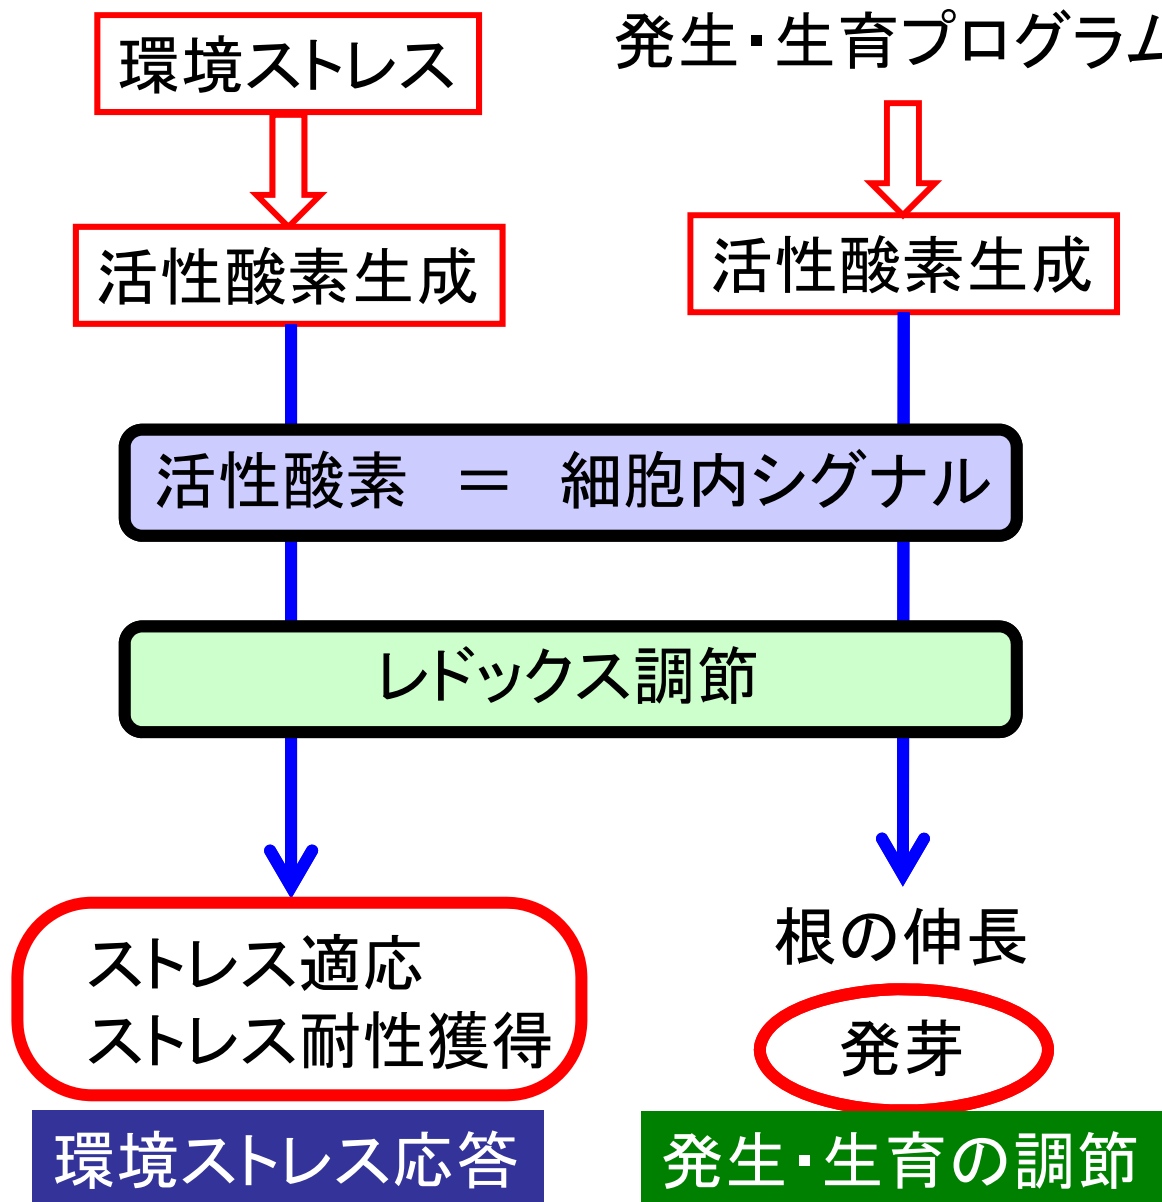 環境ストレス
発生・生育プログラム
活性酸素生成
活性酸素生成
活性酸素 ＝ 細胞内シグナル
レドックス調節
ストレス適応
ストレス耐性獲得
根の伸長
発芽
環境ストレス応答
発生・生育の調節